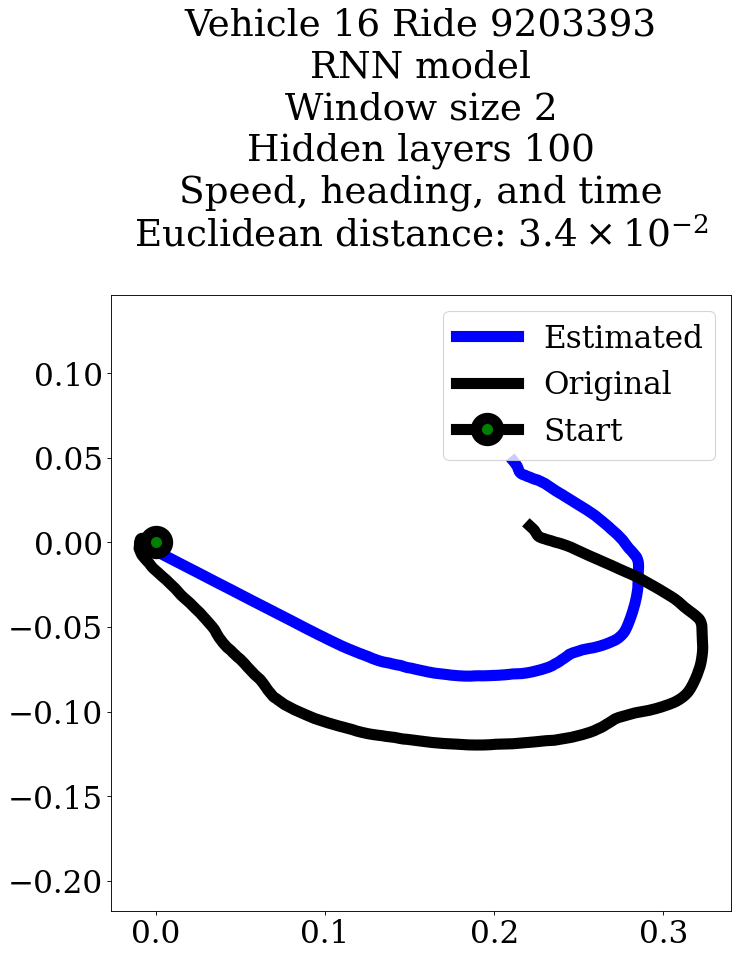 Vehicle 16 Ride 9203393
RNN model
Window size 2
Hidden layers 100
Speed, heading, and time
Euclidean distance: 3.4 × 10⁻²
Estimated
Original
Start
0.10
0.05
0.00
−0.05
−0.10
−0.15
−0.20
0.0 0.1 0.2 0.3